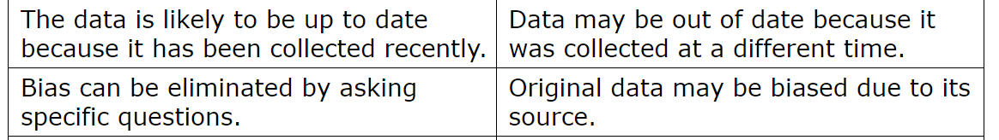 The data is likely to be up to date
because it has been collected recently.
Data may be out of date because it
was collected at a different time.
Bias can be eliminated by asking
specific questions.
Original data may be biased due to its
source.